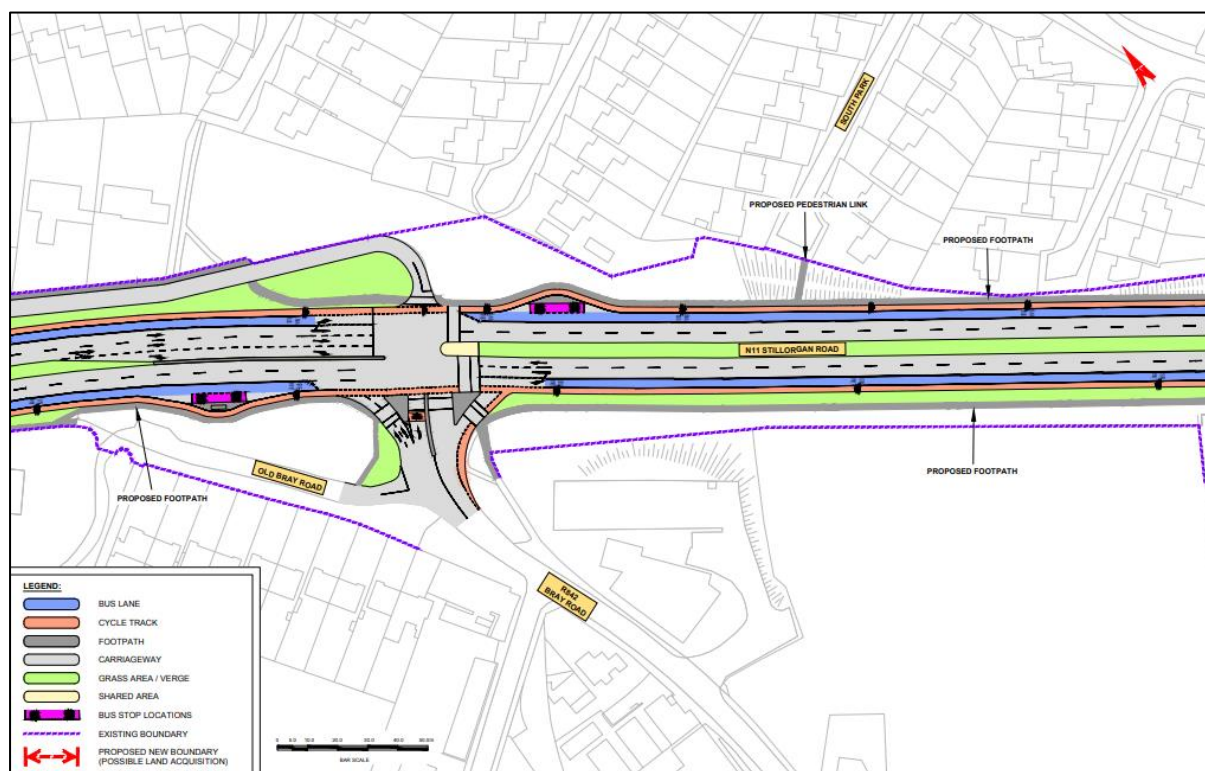 SOUTH PARK
PROPOSED PEDESTRIAN LINK
PROPOSED FOOTPATH
N11 STILLORGAN ROAD
OLD BRAY ROAD
PROPOSED FOOTPATH
PROPOSED FOOTPATH
R842
BRAY ROAD
LEGEND:
BUS LANE
CYCLE TRACK
FOOTPATH
CARRIAGEWAY
GRASS AREA / VERGE
SHARED AREA
BUS STOP LOCATIONS
EXISTING BOUNDARY
PROPOSED NEW BOUNDARY
(POSSIBLE LAND ACQUISITION)
BAR SCALE